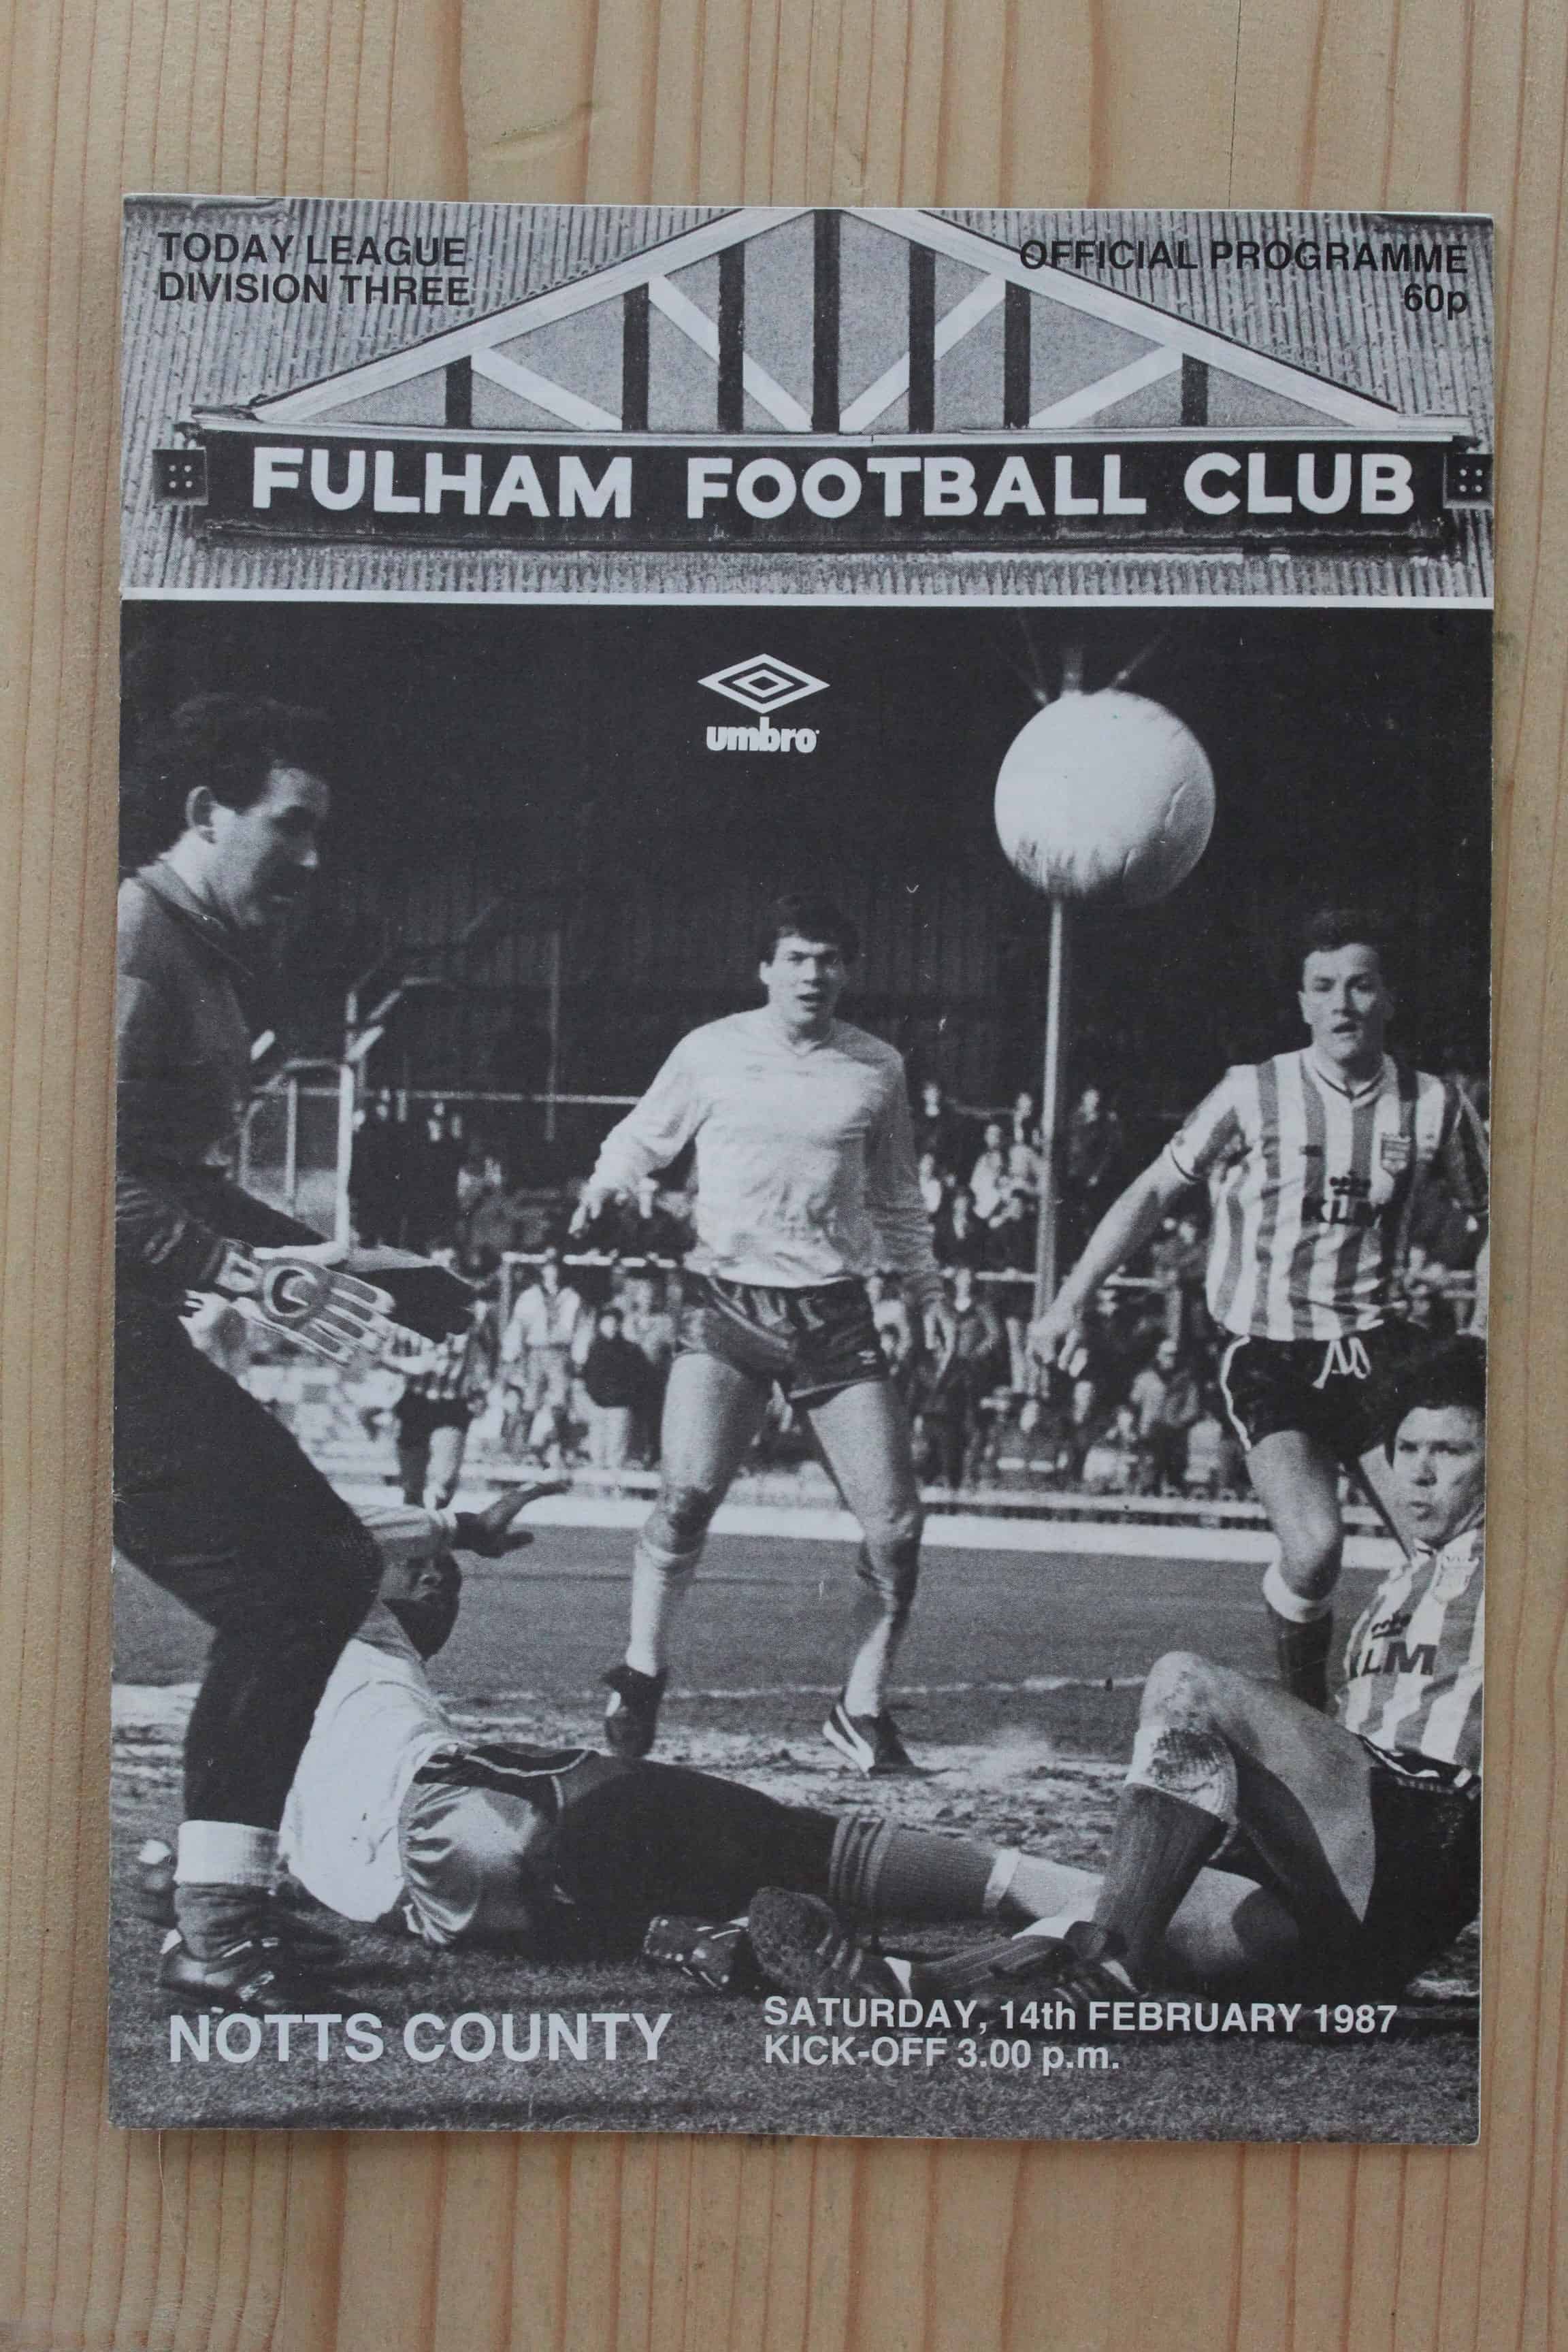 TODAY LEAGUE
DIVISION THREE
OFFICIAL PROGRAMME
60p
FULHAM FOOTBALL CLUB
umbro
KLM
KLM
NOTTS COUNTY
SATURDAY, 14th FEBRUARY 1987
KICK-OFF 3.00 p.m.